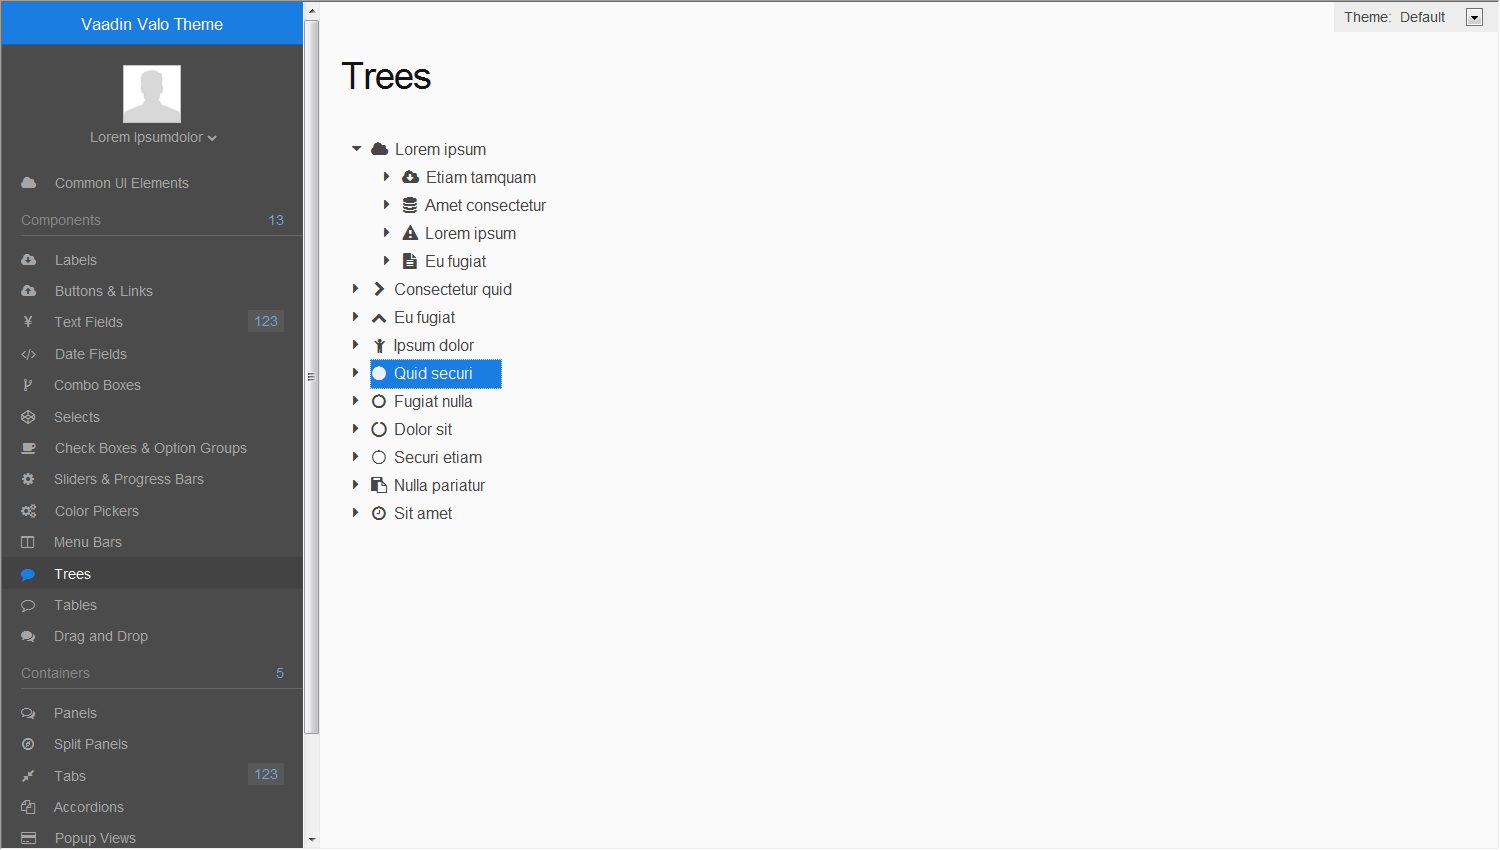 Vaadin Valo Theme
Lorem Ipsumdolor
Common UI Elements
Components 13
Labels
Buttons & Links
Text Fields 123
Date Fields
Combo Boxes
Selects
Check Boxes & Option Groups
Sliders & Progress Bars
Color Pickers
Menu Bars
Trees
Tables
Drag and Drop
Containers 5
Panels
Split Panels
Tabs 123
Accordions
Popup Views
Theme: Default
Trees
Lorem ipsum
Etiam tamquam
Amet consectetur
Lorem ipsum
Eu fugiat
Consectetur quid
Eu fugiat
Ipsum dolor
Quid securi
Fugiat nulla
Dolor sit
Securi etiam
Nulla pariatur
Sit amet